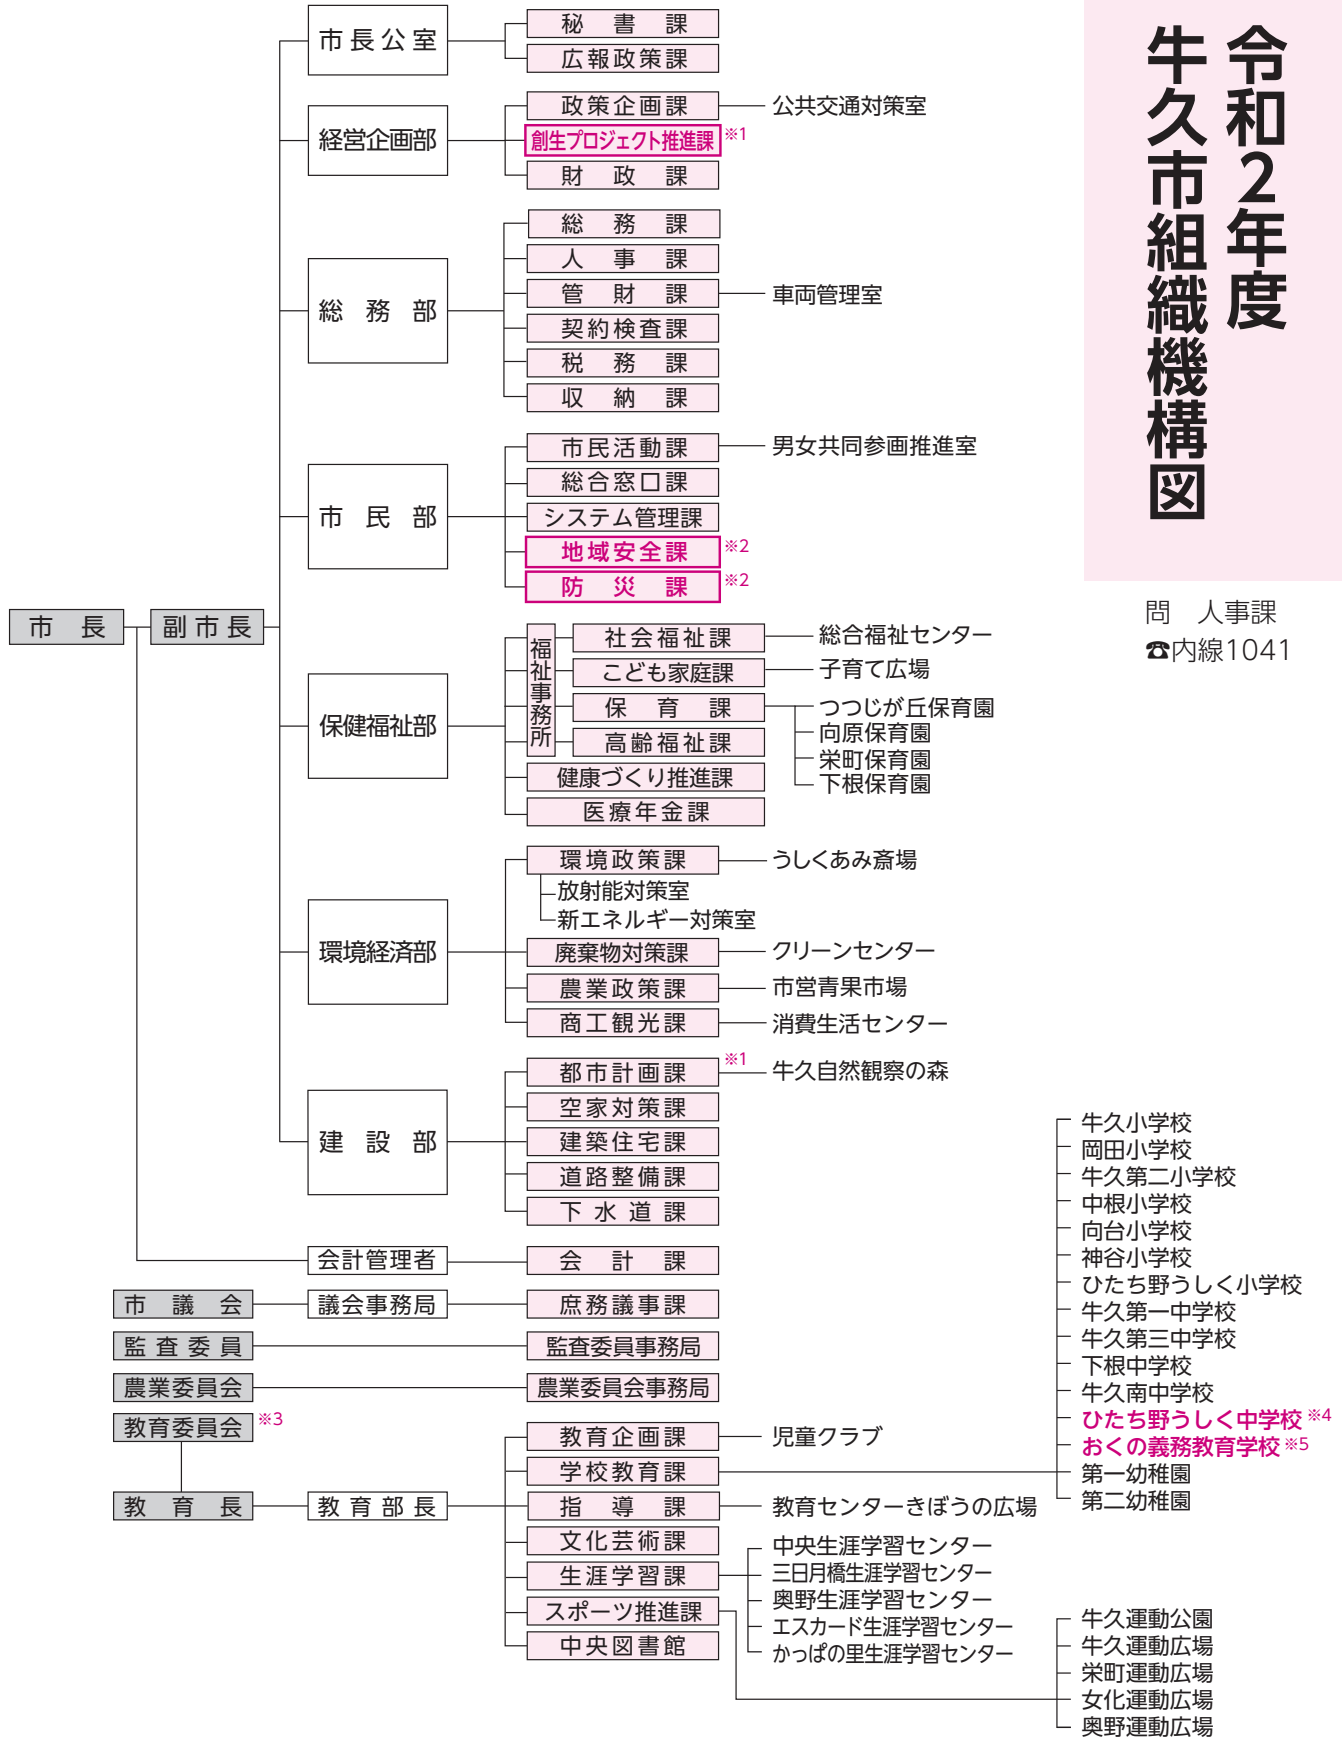 令和2年度
牛久市組織機構図
問　人事課
☎内線1041
市長
副市長
市長公室
秘書課
広報政策課
経営企画部
政策企画課
公共交通対策室
創生プロジェクト推進課 ※1
財政課
総務部
総務課
人事課
管財課
車両管理室
契約検査課
税務課
収納課
市民部
市民活動課
男女共同参画推進室
総合窓口課
システム管理課
地域安全課 ※2
防災課 ※2
保健福祉部
福祉事務所
社会福祉課
総合福祉センター
こども家庭課
子育て広場
保育課
つつじが丘保育園
向原保育園
栄町保育園
下根保育園
高齢福祉課
健康づくり推進課
医療年金課
環境経済部
環境政策課
うしくあみ斎場
放射能対策室
新エネルギー対策室
廃棄物対策課
クリーンセンター
農業政策課
市営青果市場
商工観光課
消費生活センター
建設部
都市計画課 ※1
牛久自然観察の森
空家対策課
建築住宅課
道路整備課
下水道課
会計管理者
会計課
市議会
議会事務局
庶務議事課
監査委員
監査委員事務局
農業委員会
農業委員会事務局
教育委員会 ※3
教育長
教育部長
教育企画課
児童クラブ
学校教育課
牛久小学校
岡田小学校
牛久第二小学校
中根小学校
向台小学校
神谷小学校
ひたち野うしく小学校
牛久第一中学校
牛久第三中学校
下根中学校
牛久南中学校
ひたち野うしく中学校 ※4
おくの義務教育学校 ※5
第一幼稚園
第二幼稚園
指導課
教育センターきぼうの広場
文化芸術課
生涯学習課
中央生涯学習センター
三日月橋生涯学習センター
奥野生涯学習センター
エスカード生涯学習センター
かっぱの里生涯学習センター
スポーツ推進課
牛久運動公園
牛久運動広場
栄町運動広場
女化運動広場
奥野運動広場
中央図書館